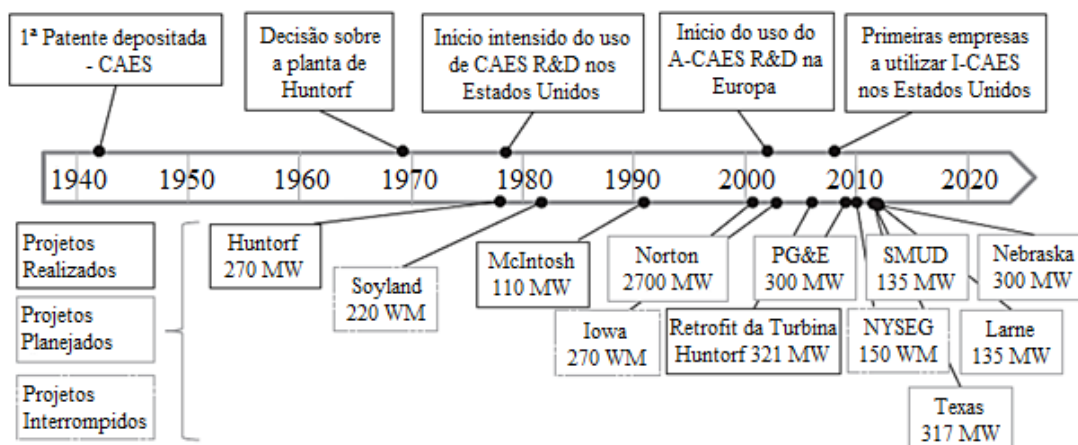 1ª Patente depositada
- CAES
Decisão sobre
a planta de
Huntorf
Inicio intensido do uso
de CAES R&D nos
Estados Unidos
Inicio do uso do
A-CAES R&D na
Europa
Primeiras empresas
a utilizar I-CAES
nos Estados Unidos
1940 1950 1960 1970 1980 1990 2000 2010 2020
Projetos
Realizados
Projetos
Planejados
Projetos
Interrompidos
Huntorf
270 MW
Soyland
220 WM
McIntosh
110 MW
Norton
2700 MW
Iowa
270 WM
PG&E
300 MW
Retrofit da Turbina
Huntorf 321 MW
SMUD
135 MW
NYSEG
150 WM
Nebraska
300 MW
Larne
135 MW
Texas
317 MW